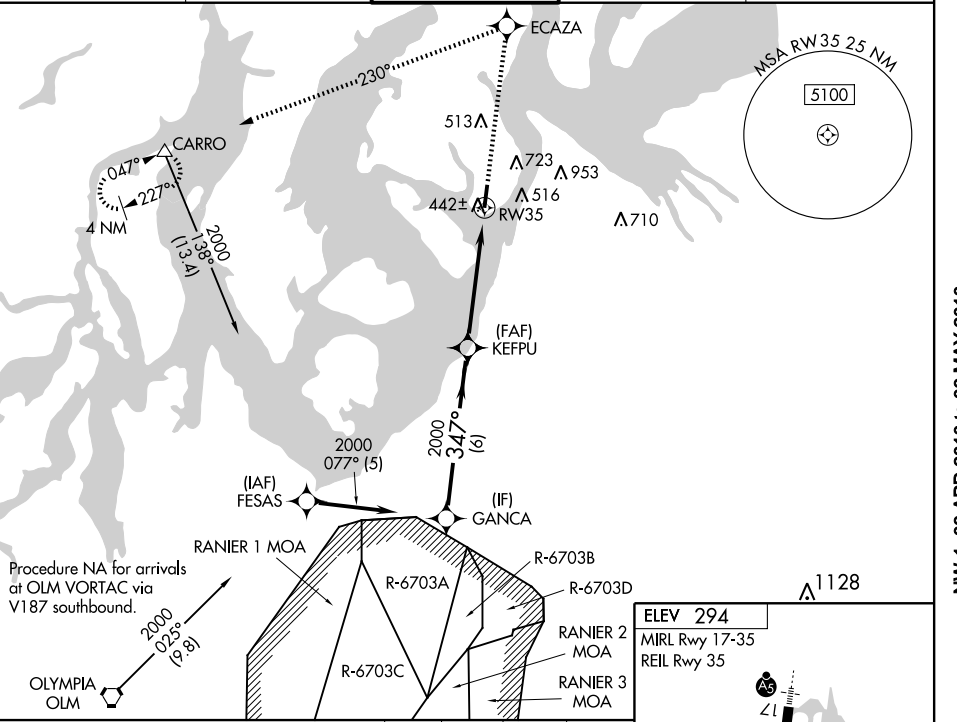 ECAZA
230°
MSA RW35 25 NM
5100
513
CARRO
047°
227°
4 NM
723
953
516
442±
RW35
710
2000
138°
(13.4)
(FAF)
KEFPU
2000
347°
(6)
2000
077° (5)
(IAF)
FESAS
(IF)
GANCA
RANIER 1 MOA
R-6703B
R-6703A
R-6703D
Procedure NA for arrivals
at OLM VORTAC via
V187 southbound.
1128
2000
025°
(9.8)
ELEV 294
MIRL Rwy 17-35
REIL Rwy 35
RANIER 2
MOA
R-6703C
RANIER 3
MOA
OLYMPIA
OLM
A5
17